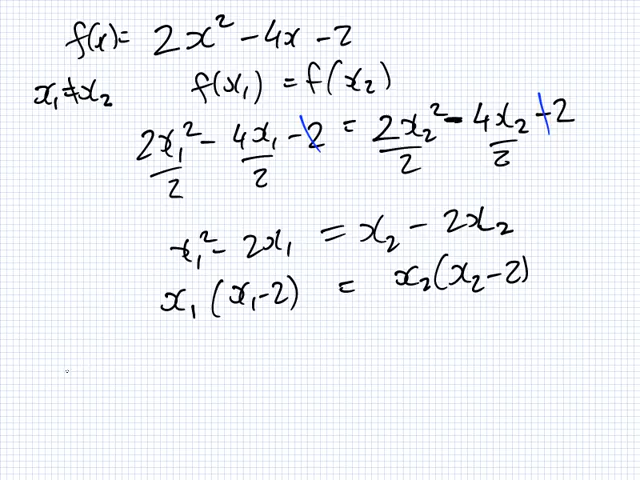 f(x) = 2x² - 4x - 2
x₁ ≠ x₂ f(x₁) = f(x₂)
2x₁²/2 - 4x₁/2 - 2 = 2x₂²/2 - 4x₂/2 - 2
x₁² - 2x₁ = x₂ - 2x₂
x₁(x₁ - 2) = x₂(x₂ - 2)